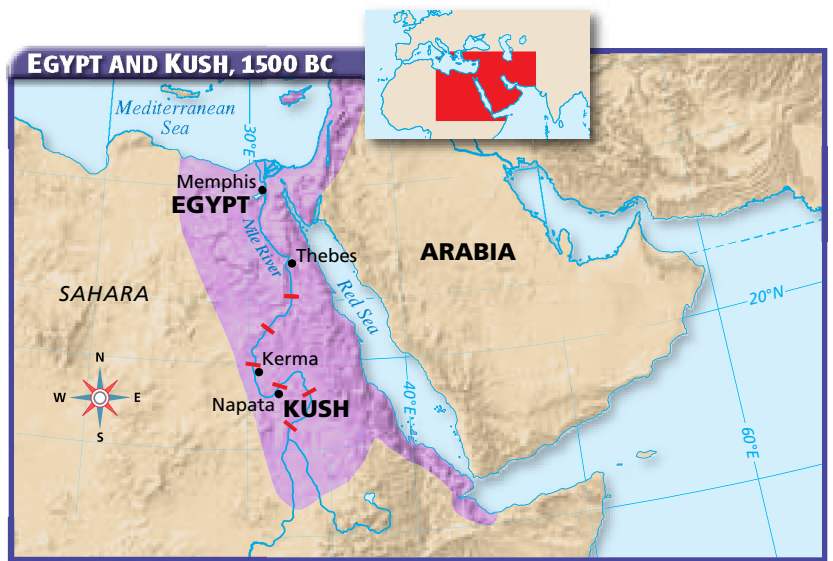 EGYPT AND KUSH, 1500 BC
Mediterranean
Sea
30°E
Memphis
EGYPT
Nile River
Thebes
ARABIA
SAHARA
Red Sea
20°N
Kerma
N
W
E
S
Napata
KUSH
40°E
60°E